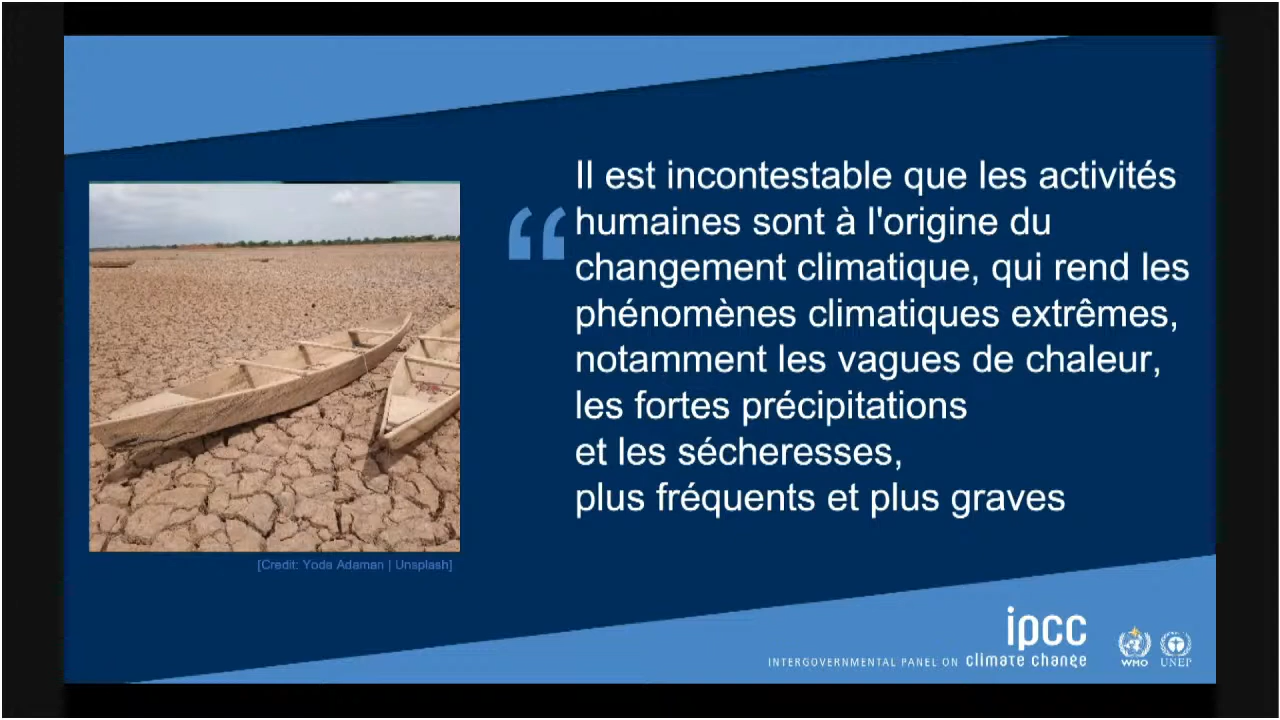 Il est incontestable que les activités
humaines sont à l'origine du
changement climatique, qui rend les
phénomènes climatiques extrêmes,
notamment les vagues de chaleur,
les fortes précipitations
et les sécheresses,
plus fréquents et plus graves
[Credit: Yoda Adaman | Unsplash]
ipcc
INTERGOVERNMENTAL PANEL ON climate change
WMO
UNEP